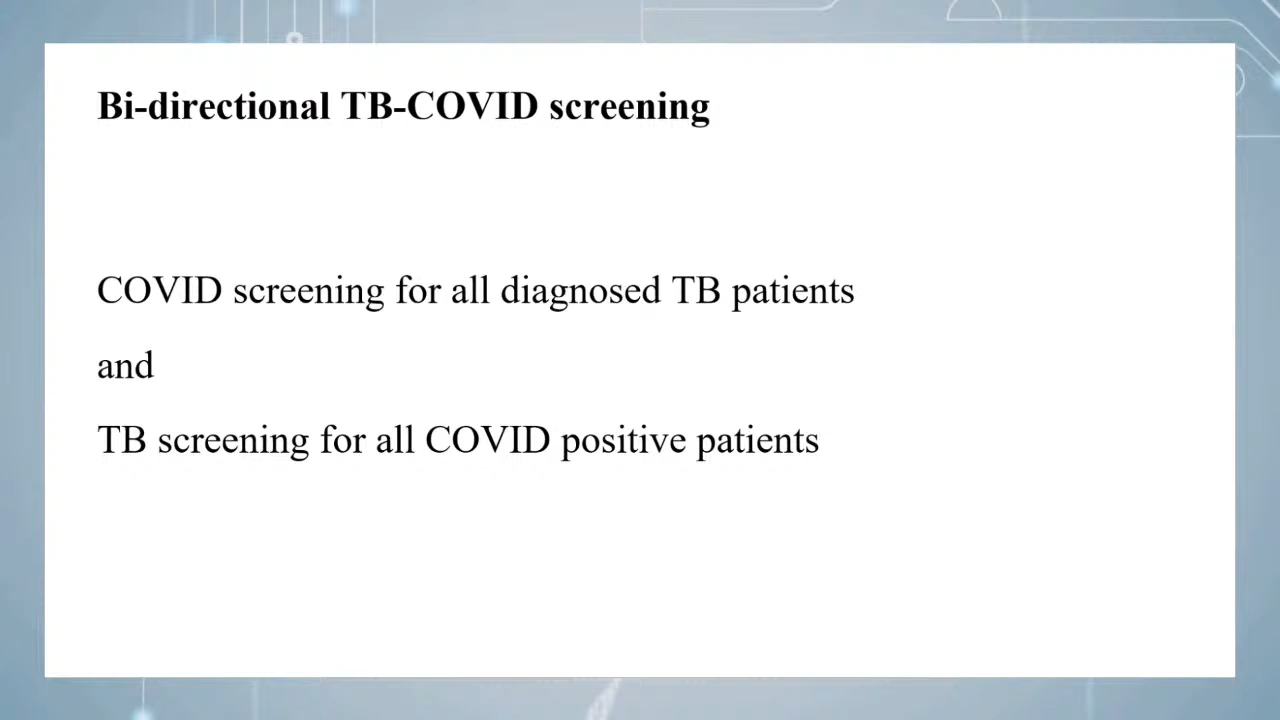 Bi-directional TB-COVID screening
COVID screening for all diagnosed TB patients
and
TB screening for all COVID positive patients